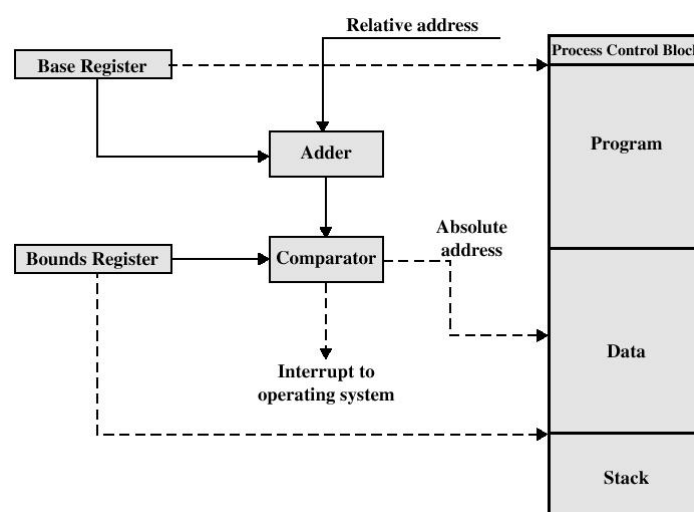 Relative address
Process Control Block
Base Register
Program
Adder
Absolute
address
Bounds Register
Comparator
Data
Interrupt to
operating system
Stack